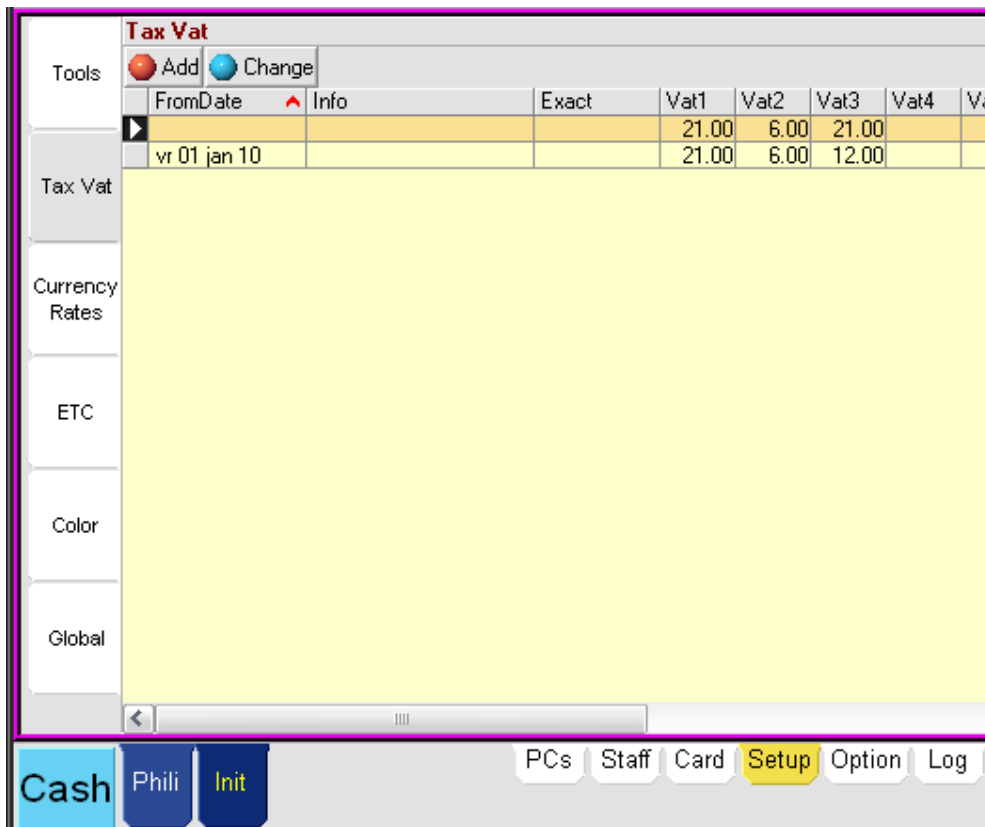 Tax Vat
Tools
Add Change
FromDate Info Exact Vat1 Vat2 Vat3 Vat4
21.00 6.00 21.00
vr 01 jan 10 21.00 6.00 12.00
Tax Vat
Currency
Rates
ETC
Color
Global
Cash Phili Init PCs Staff Card Setup Option Log